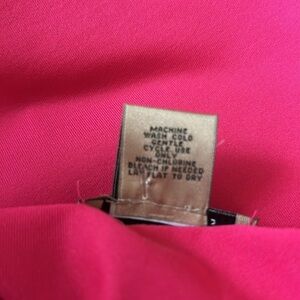 MACHINE
WASH COLD
GENTLE
CYCLE USE
ONLY
NON-CHLORINE
BLEACH IF NEEDED
LAY FLAT TO DRY